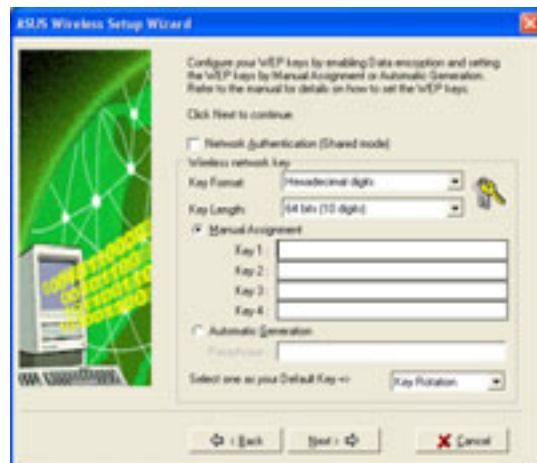 ASUS Wireless Setup Wizard
Configure your WEP keys by enabling Data encryption and setting
the WEP keys by Manual Assignment or Automatic Generation.
Refer to the manual for details on how to set the WEP keys.
Click Next to continue.
Network Authentication (Shared mode)
Wireless network key
Key Format: Hexadecimal digits
Key Length: 64 bits (10 digits)
Manual Assignment
Key 1 :
Key 2 :
Key 3 :
Key 4 :
Automatic Generation
Passphrase:
Select one as your Default Key => Key Rotation
< Back Next > Cancel